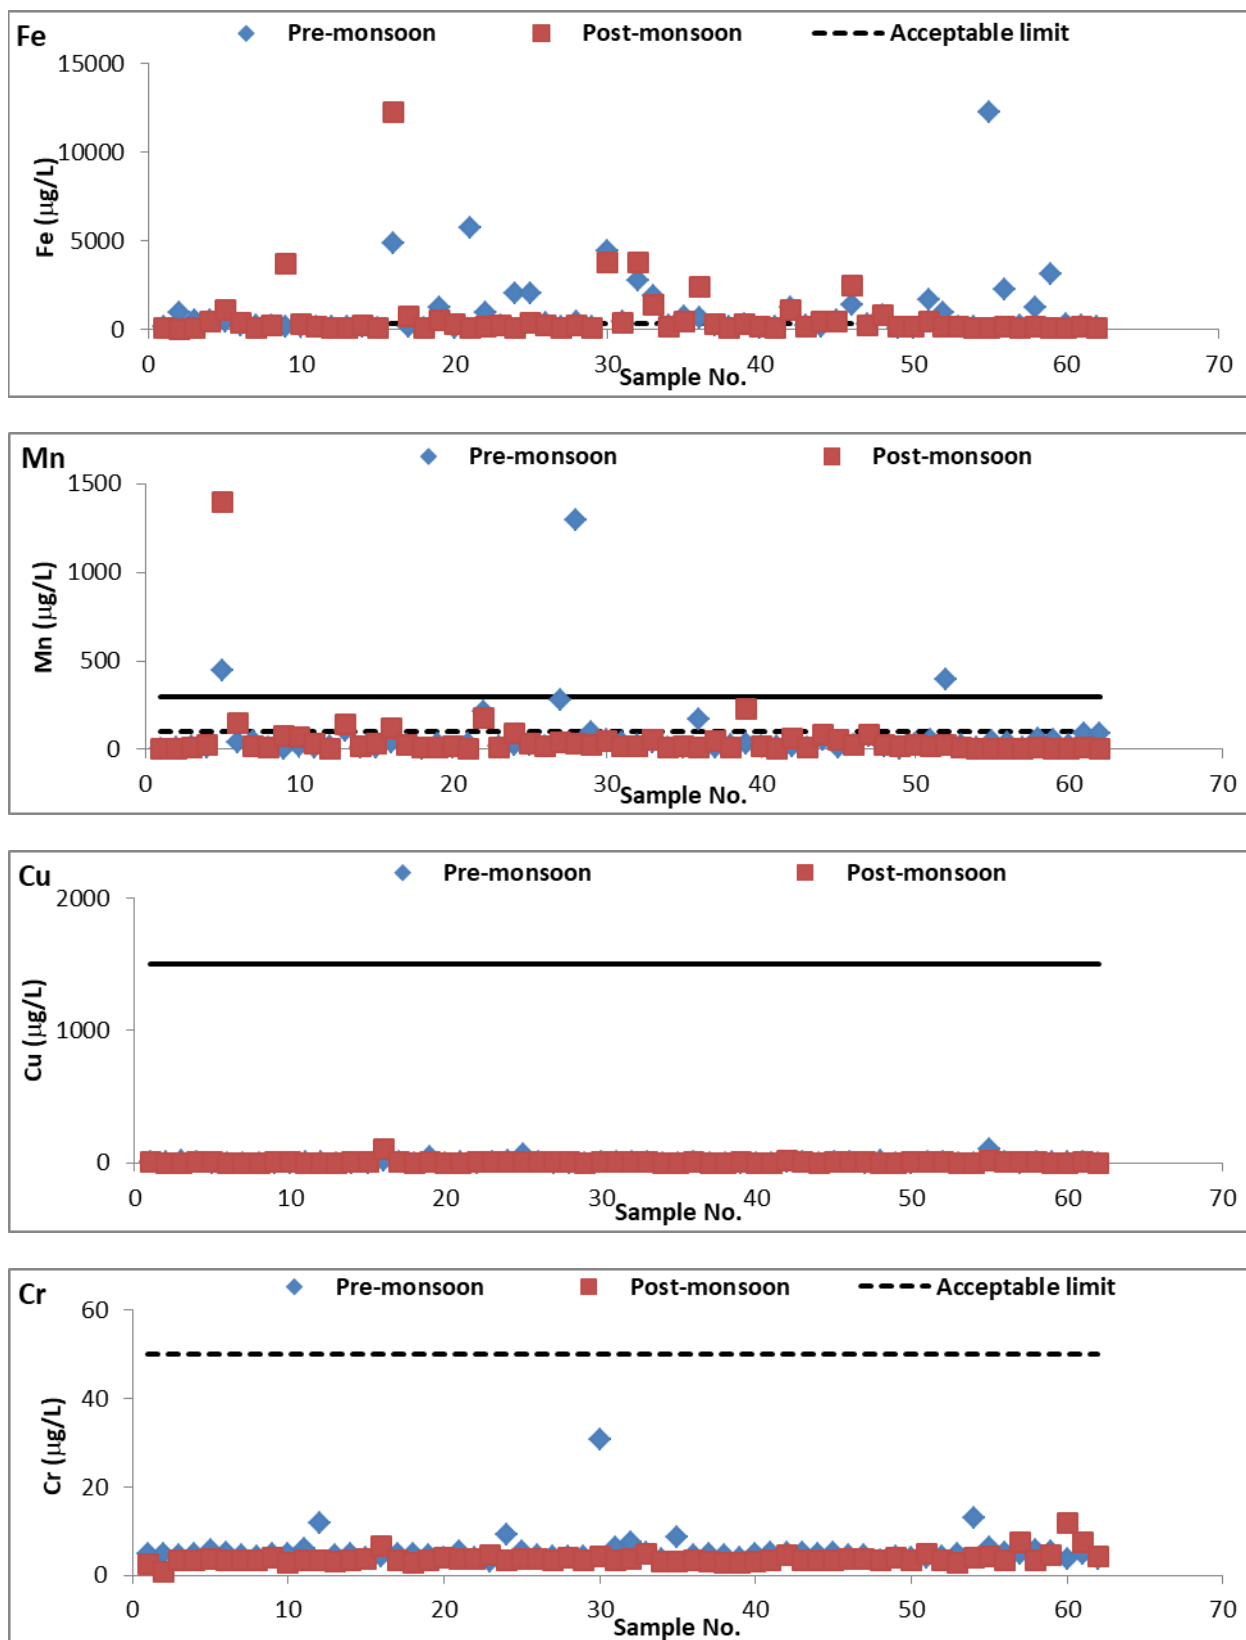 Fe
Pre-monsoon Post-monsoon Acceptable limit
15000
10000
5000
0
Fe (µg/L)
0 10 20 30 40 50 60 70
Sample No.
Mn
Pre-monsoon Post-monsoon
1500
1000
500
0
Mn (µg/L)
0 10 20 30 40 50 60 70
Sample No.
Cu
Pre-monsoon Post-monsoon
2000
1000
0
Cu (µg/L)
0 10 20 30 40 50 60 70
Sample No.
Cr
Pre-monsoon Post-monsoon Acceptable limit
60
40
20
0
Cr (µg/L)
0 10 20 30 40 50 60 70
Sample No.